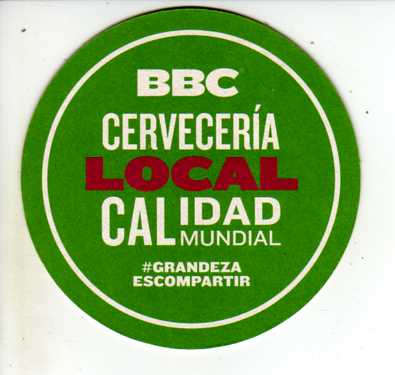 BBC
CERVECERÍA
LOCAL
CALIDAD
MUNDIAL
#GRANDEZA
ESCOMPARTIR